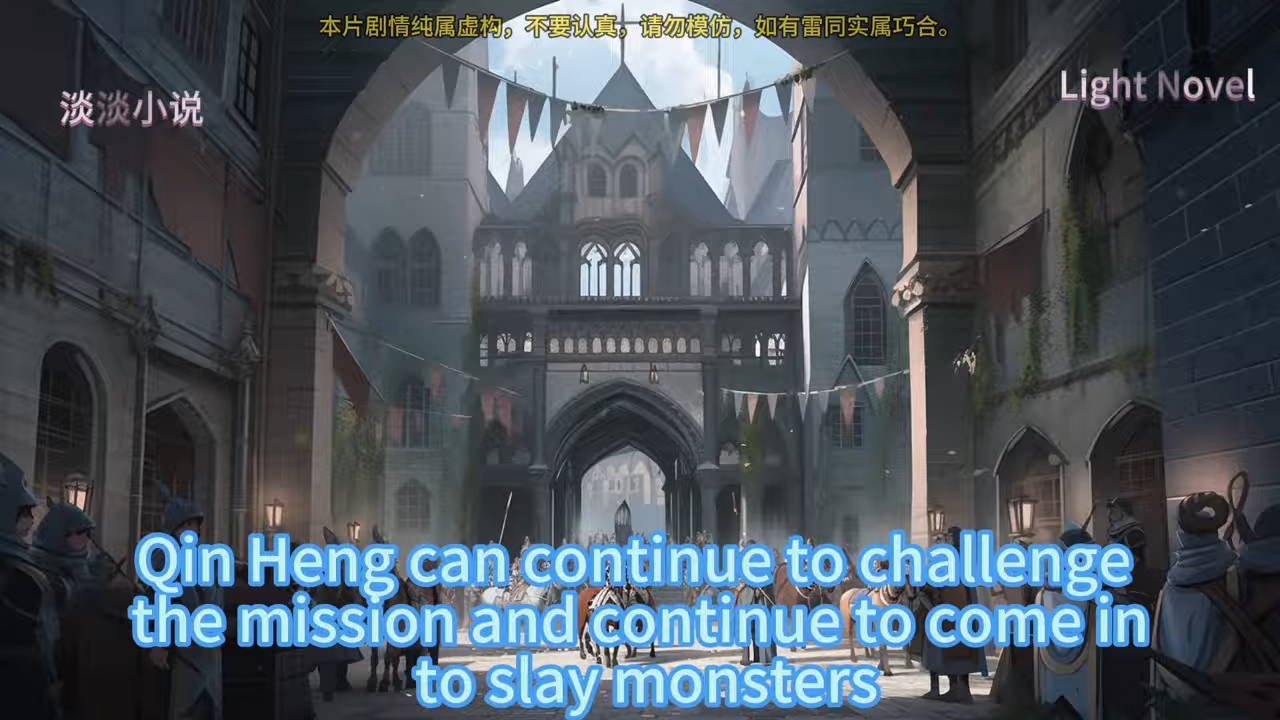 本片剧情纯属虚构，不要认真，请勿模仿，如有雷同实属巧合。
淡淡小说
Light Novel
Qin Heng can continue to challenge
the mission and continue to come in
to slay monsters